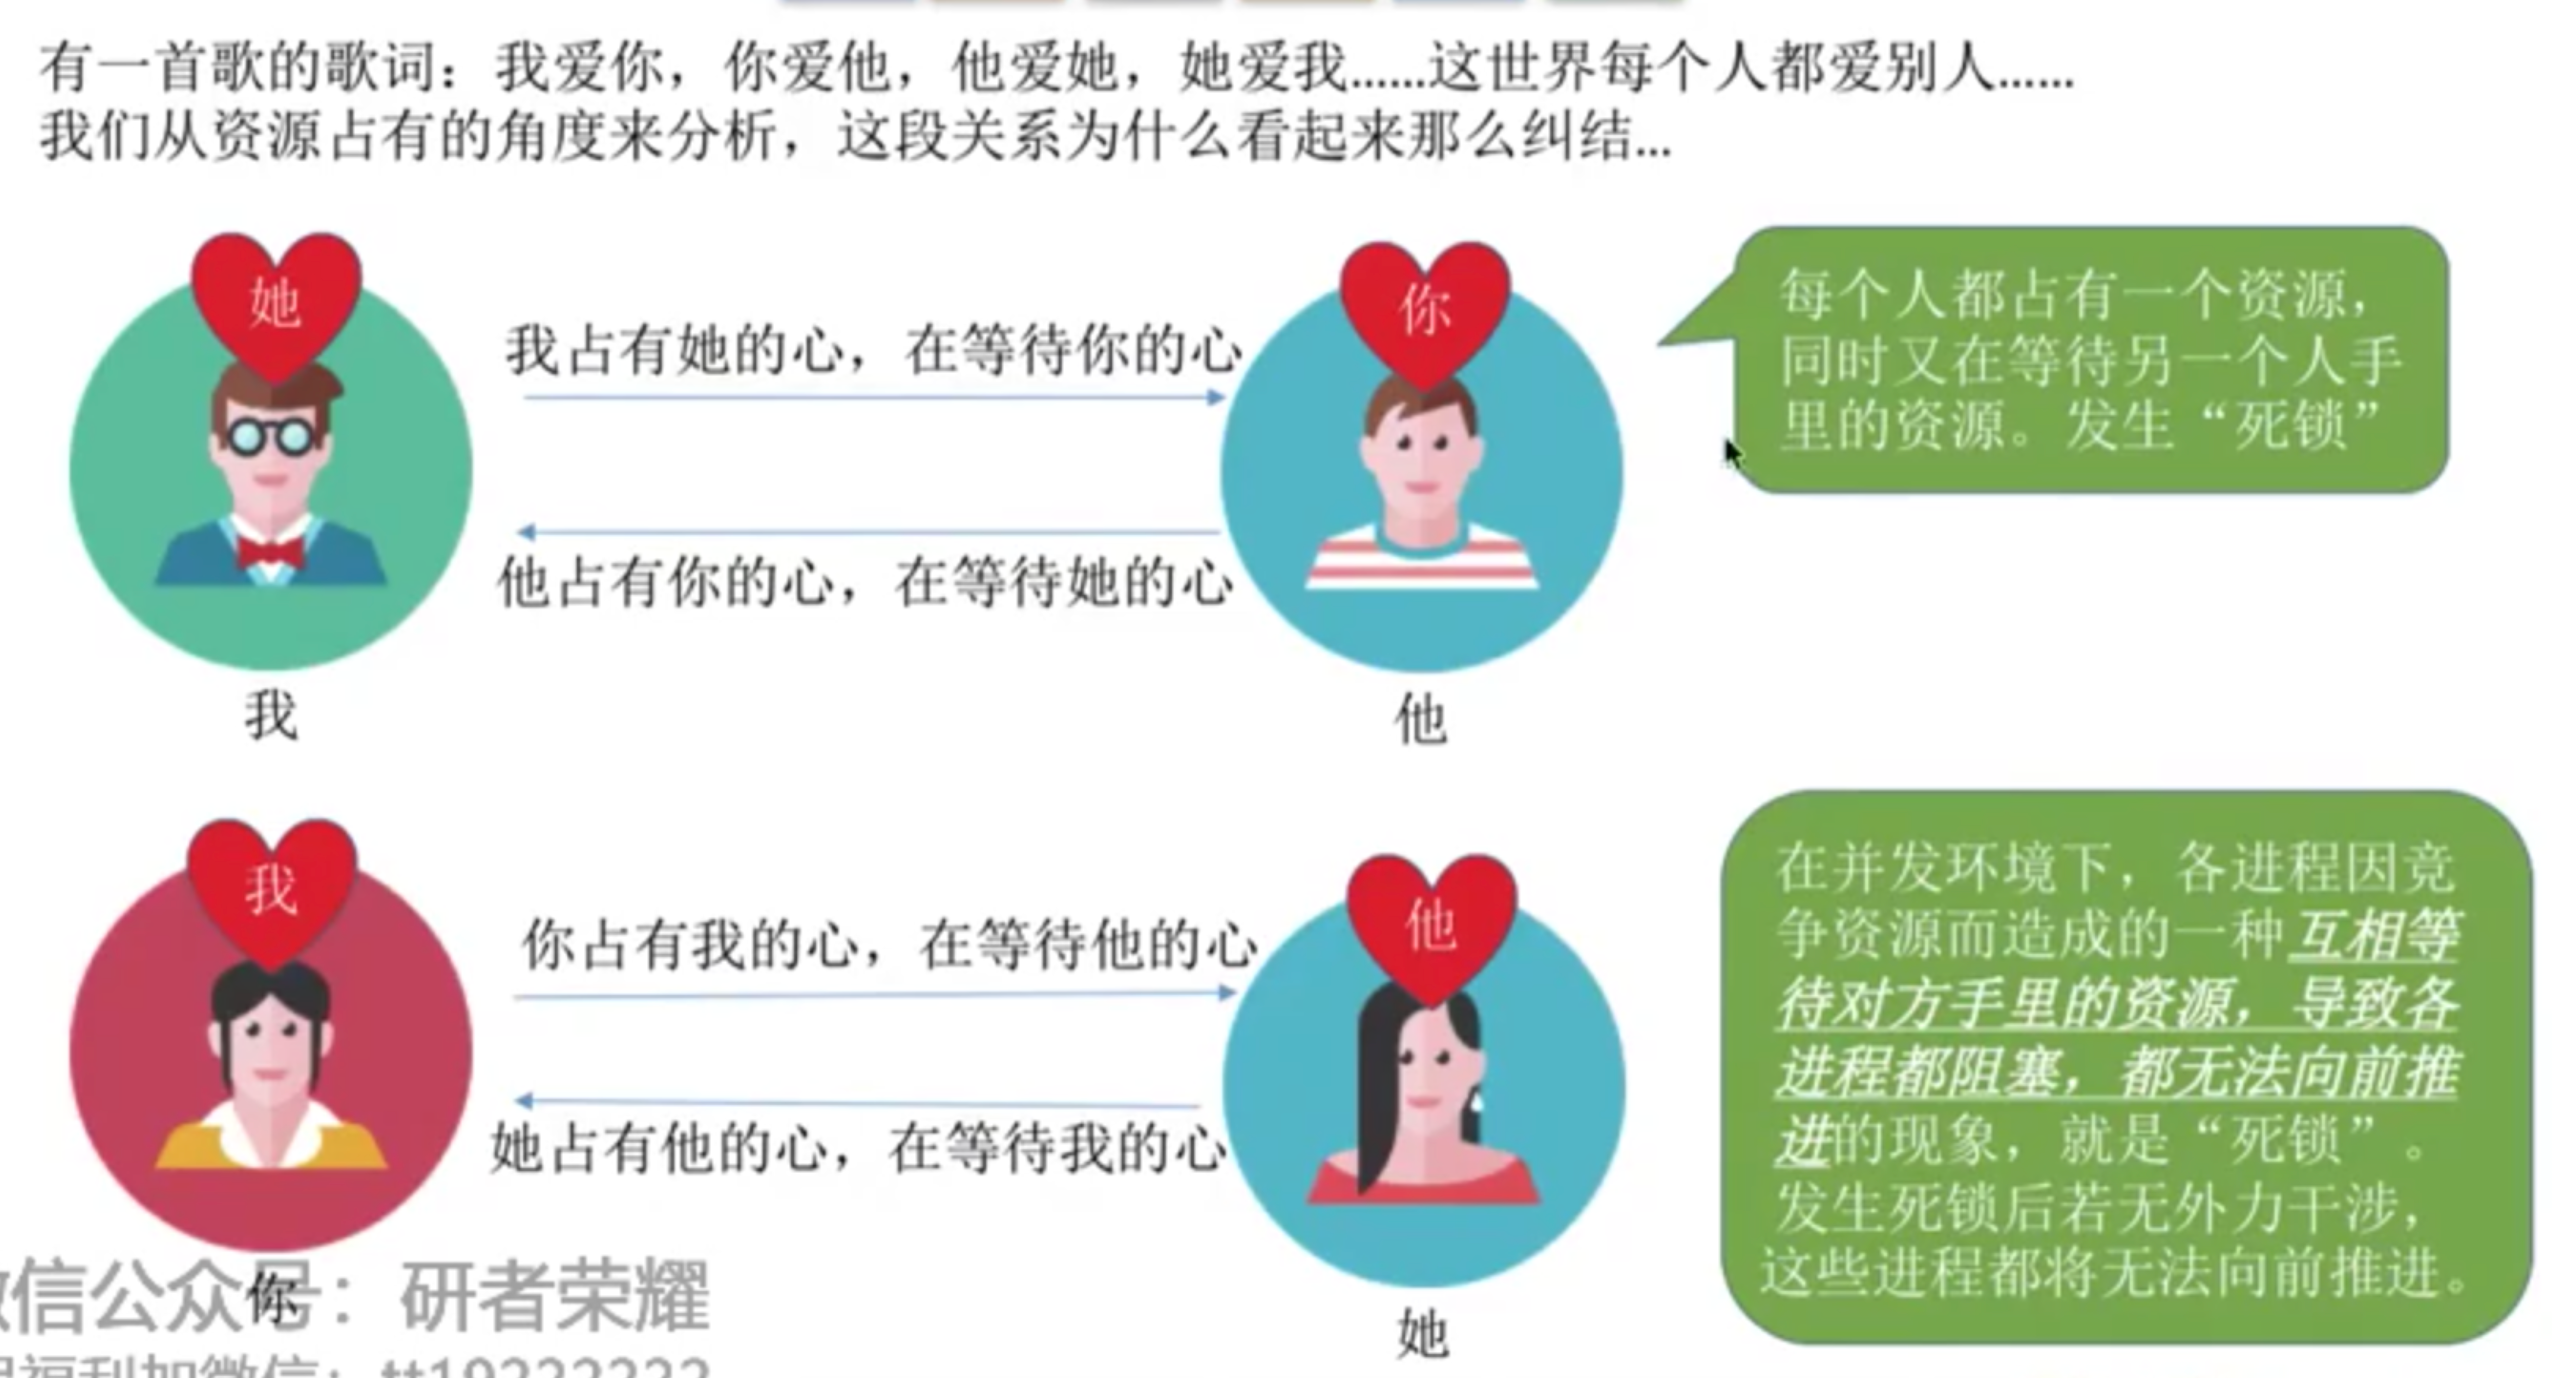 有一首歌的歌词：我爱你，你爱他，他爱她，她爱我......这世界每个人都爱别人......
我们从资源占有的角度来分析，这段关系为什么看起来那么纠结...
她
你
我占有她的心，在等待你的心
他占有你的心，在等待她的心
我
他
每个人都占有一个资源，
同时又在等待另一个人手
里的资源。发生“死锁”
我
他
你占有我的心，在等待他的心
她占有他的心，在等待我的心
你
她
在并发环境下，各进程因竞
争资源而造成的一种互相等
待对方手里的资源，导致各
进程都阻塞，都无法向前推
进的现象，就是“死锁”。
发生死锁后若无外力干涉，
这些进程都将无法向前推进。
微信公众号：研者荣耀
福利加微信：tt19222222